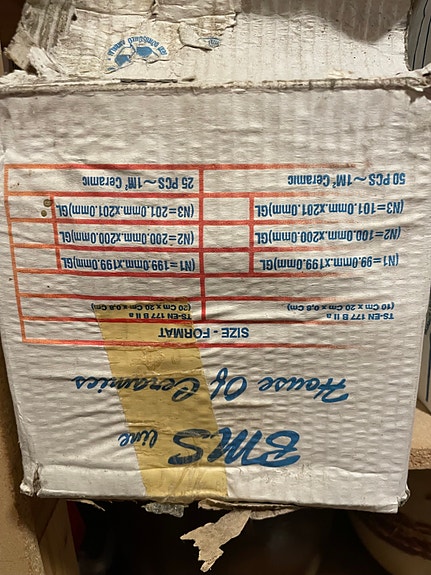 BMS line
House Of Ceramics
SIZE - FORMAT
TS-EN 177 B II a TS-EN 177 B II a
(10 Cm x 20 Cm x 0,8 Cm) (20 Cm x 20 Cm x 0,8 Cm)
(N1=99.0mm.x199.0mm)GL (N1=199.0mm.x199.0mm)GL
(N2=100.0mm.x200.0mm)GL (N2=200.0mm.x200.0mm)GL
(N3=101.0mm.x201.0mm)GL (N3=201.0mm.x201.0mm)GL
50 PCS ~ 1M² Ceramic 25 PCS ~ 1M² Ceramic